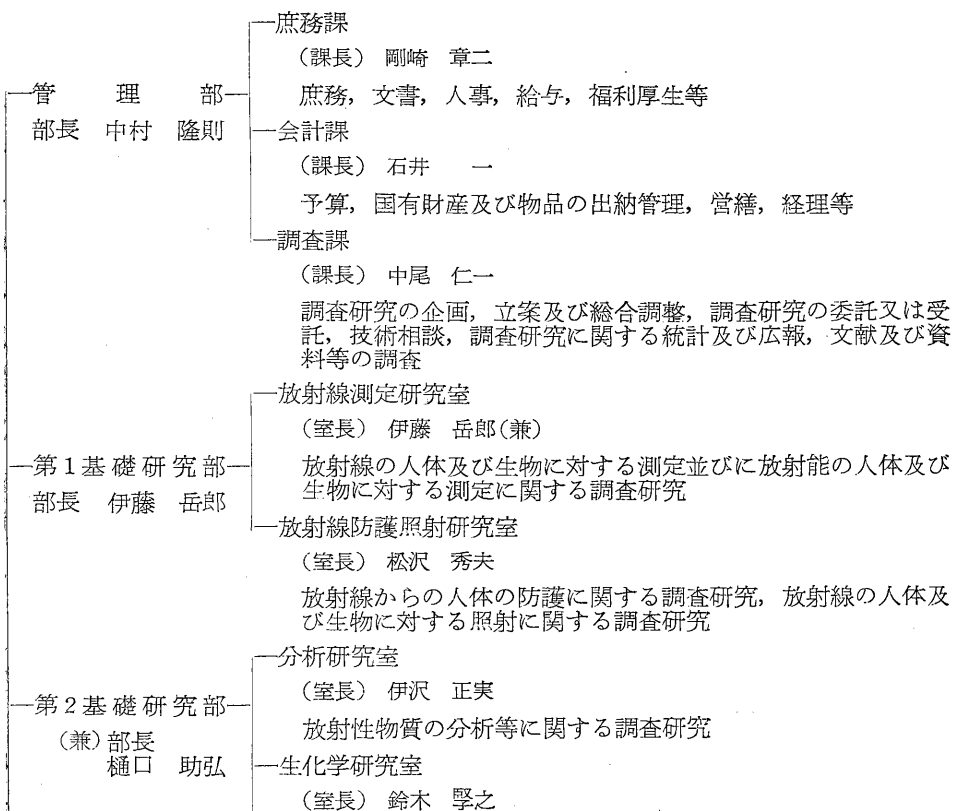 庶務課
(課長) 剛崎 章二
管理部
庶務, 文書, 人事, 給与, 福利厚生等
部長 中村 隆則
会計課
(課長) 石井 一
予算, 国有財産及び物品の出納管理, 営繕, 経理等
調査課
(課長) 中尾 仁一
調査研究の企画, 立案及び総合調整, 調査研究の委託又は受
託, 技術相談, 調査研究に関する統計及び広報, 文献及び資
料等の調査
放射線測定研究室
(室長) 伊藤 岳郎(兼)
第1基礎研究部
部長 伊藤 岳郎
放射線の人体及び生物に対する測定並びに放射能の人体及び
生物に対する測定に関する調査研究
放射線防護照射研究室
(室長) 松沢 秀夫
放射線からの人体の防護に関する調査研究, 放射線の人体及
び生物に対する照射に関する調査研究
分析研究室
(室長) 伊沢 正実
第2基礎研究部
(兼)部長
樋口 助弘
放射性物質の分析等に関する調査研究
生化学研究室
(室長) 鈴木 堅之